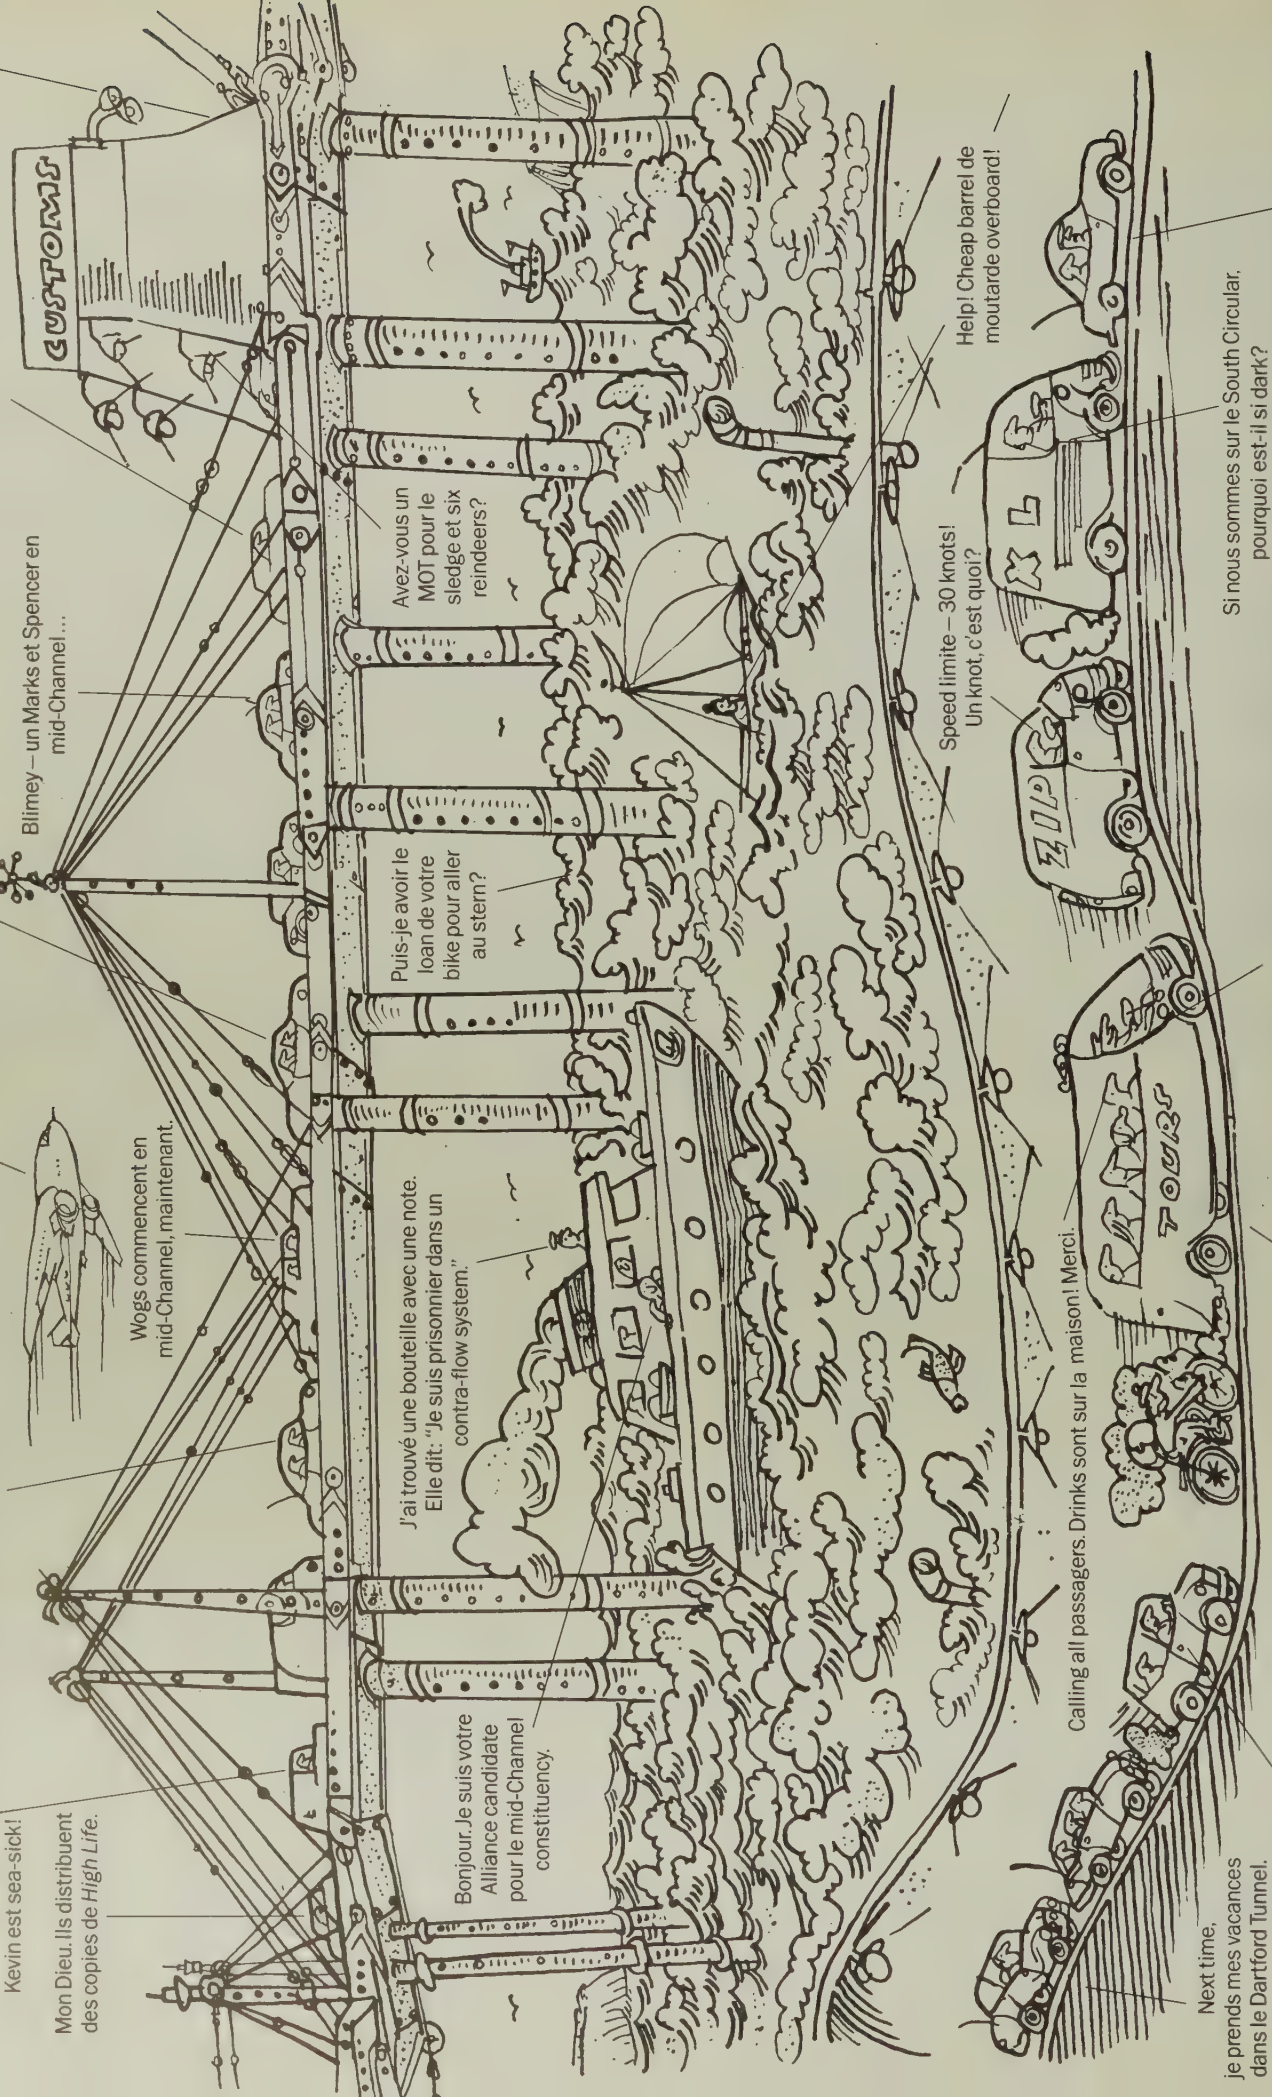 Kevin est sea-sick!
Mon Dieu. Ils distribuent
des copies de High Life.
Wogs commencent en
mid-Channel, maintenant.
Blimey – un Marks et Spencer en
mid-Channel...
CUSTOMS
Bonjour. Je suis votre
Alliance candidate
pour le mid-Channel
constituency.
J'ai trouvé une bouteille avec une note.
Elle dit: "Je suis prisonnier dans un
contra-flow system."
Puis-je avoir le
loan de votre
bike pour aller
au stern?
Avez-vous un
MOT pour le
sledge et six
reindeers?
Help! Cheap barrel de
moutarde overboard!
Speed limite – 30 knots!
Un knot, c'est quoi?
Calling all passagers. Drinks sont sur la maison! Merci.
TOURS
ZIP
XL
Next time,
je prends mes vacances
dans le Dartford Tunnel.
Si nous sommes sur le South Circular,
pourquoi est-il si dark?